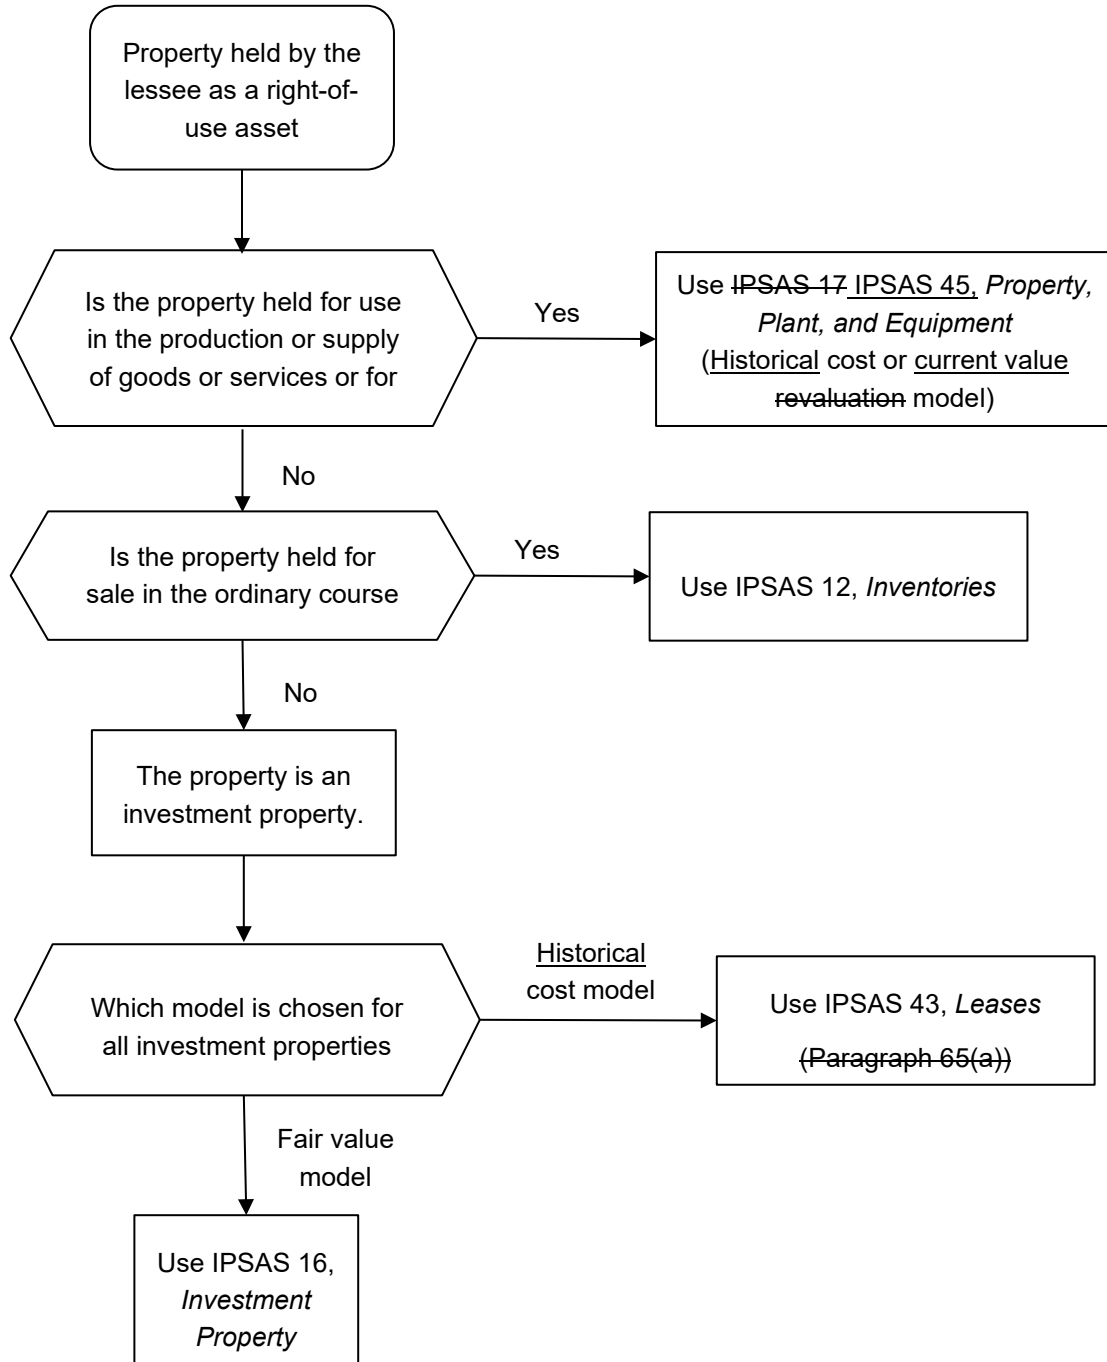 Property held by the
lessee as a right-of-
use asset
Is the property held for use
in the production or supply
of goods or services or for
Yes
Use IPSAS 17 IPSAS 45, Property,
Plant, and Equipment
(Historical cost or current value
revaluation model)
No
Is the property held for
sale in the ordinary course
Yes
Use IPSAS 12, Inventories
No
The property is an
investment property.
Which model is chosen for
all investment properties
Historical
cost model
Use IPSAS 43, Leases
(Paragraph 65(a))
Fair value
model
Use IPSAS 16,
Investment
Property